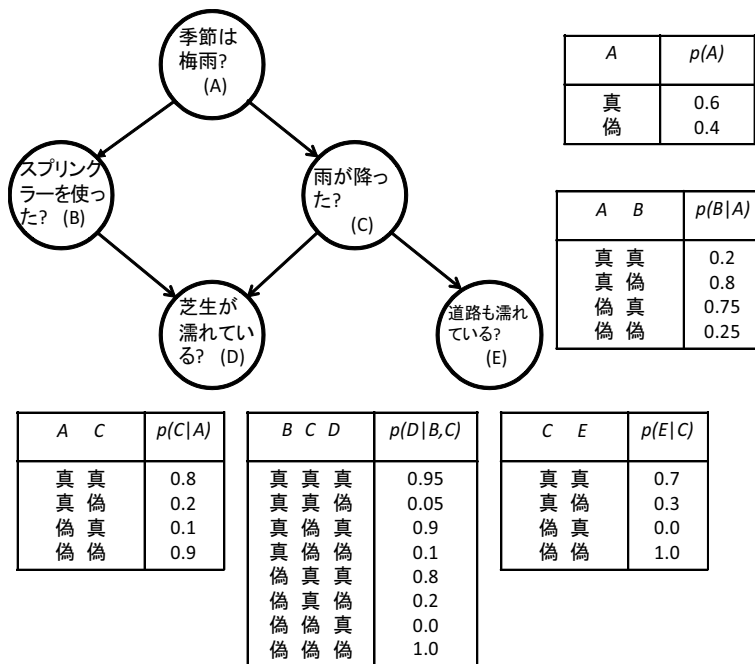 季節は
梅雨?
(A)
スプリンク
ラーを使っ
た? (B)
雨が降っ
た?
(C)
芝生が
濡れてい
る? (D)
道路も濡れ
ている?
(E)
A p(A)
真 0.6
偽 0.4
A B p(B|A)
真 真 0.2
真 偽 0.8
偽 真 0.75
偽 偽 0.25
A C p(C|A)
真 真 0.8
真 偽 0.2
偽 真 0.1
偽 偽 0.9
B C D p(D|B,C)
真 真 真 0.95
真 真 偽 0.05
真 偽 真 0.9
真 偽 偽 0.1
偽 真 真 0.8
偽 真 偽 0.2
偽 偽 真 0.0
偽 偽 偽 1.0
C E p(E|C)
真 真 0.7
真 偽 0.3
偽 真 0.0
偽 偽 1.0